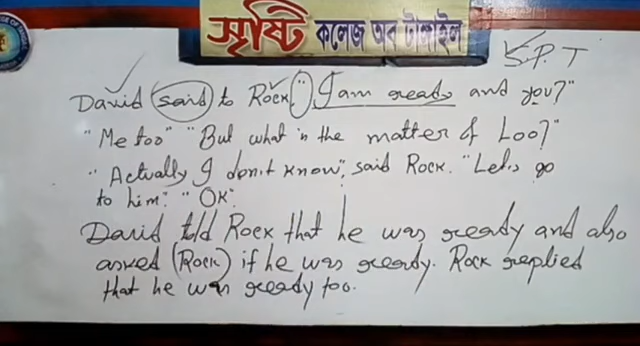 সৃষ্টি কলেজ অব টাঙ্গাইল
S.P.T
David said to Rock, "I am ready and you?"
"Me too" "But what is the matter of Loo?"
"Actually I don't know", said Rock. "Let's go
to him." "OK".
David told Rock that he was ready and also
asked (Rock) if he was ready. Rock replied
that he was ready too.